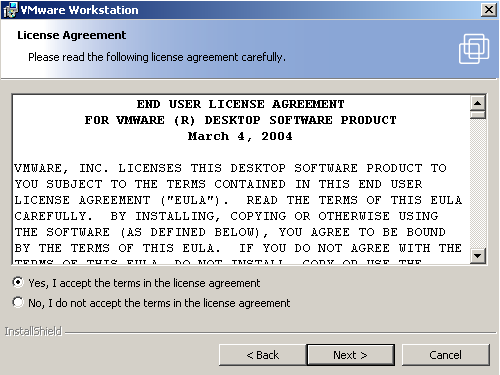 VMware Workstation
License Agreement
Please read the following license agreement carefully.
END USER LICENSE AGREEMENT
FOR VMWARE (R) DESKTOP SOFTWARE PRODUCT
March 4, 2004
VMWARE, INC. LICENSES THIS DESKTOP SOFTWARE PRODUCT TO
YOU SUBJECT TO THE TERMS CONTAINED IN THIS END USER
LICENSE AGREEMENT ("EULA").  READ THE TERMS OF THIS EULA
CAREFULLY.  BY INSTALLING, COPYING OR OTHERWISE USING
THE SOFTWARE (AS DEFINED BELOW), YOU AGREE TO BE BOUND
BY THE TERMS OF THIS EULA.  IF YOU DO NOT AGREE WITH THE
TERMS OF THIS EULA, DO NOT INSTALL, COPY OR USE THE
Yes, I accept the terms in the license agreement
No, I do not accept the terms in the license agreement
InstallShield
< Back Next > Cancel